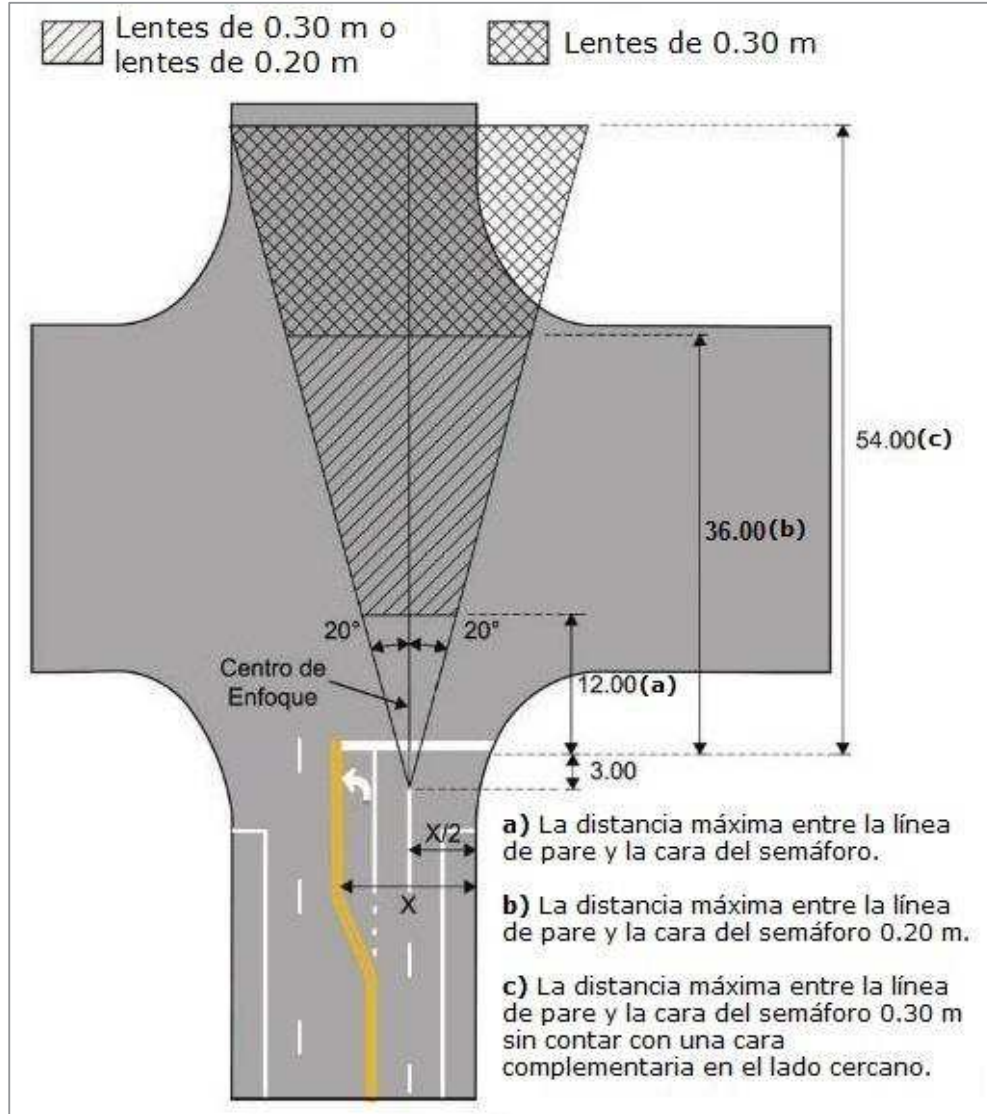 Lentes de 0.30 m o
lentes de 0.20 m
Lentes de 0.30 m
54.00(c)
36.00(b)
20°
20°
Centro de
Enfoque
12.00(a)
3.00
X/2
X
a) La distancia máxima entre la línea
de pare y la cara del semáforo.
b) La distancia máxima entre la línea
de pare y la cara del semáforo 0.20 m.
c) La distancia máxima entre la línea
de pare y la cara del semáforo 0.30 m
sin contar con una cara
complementaria en el lado cercano.